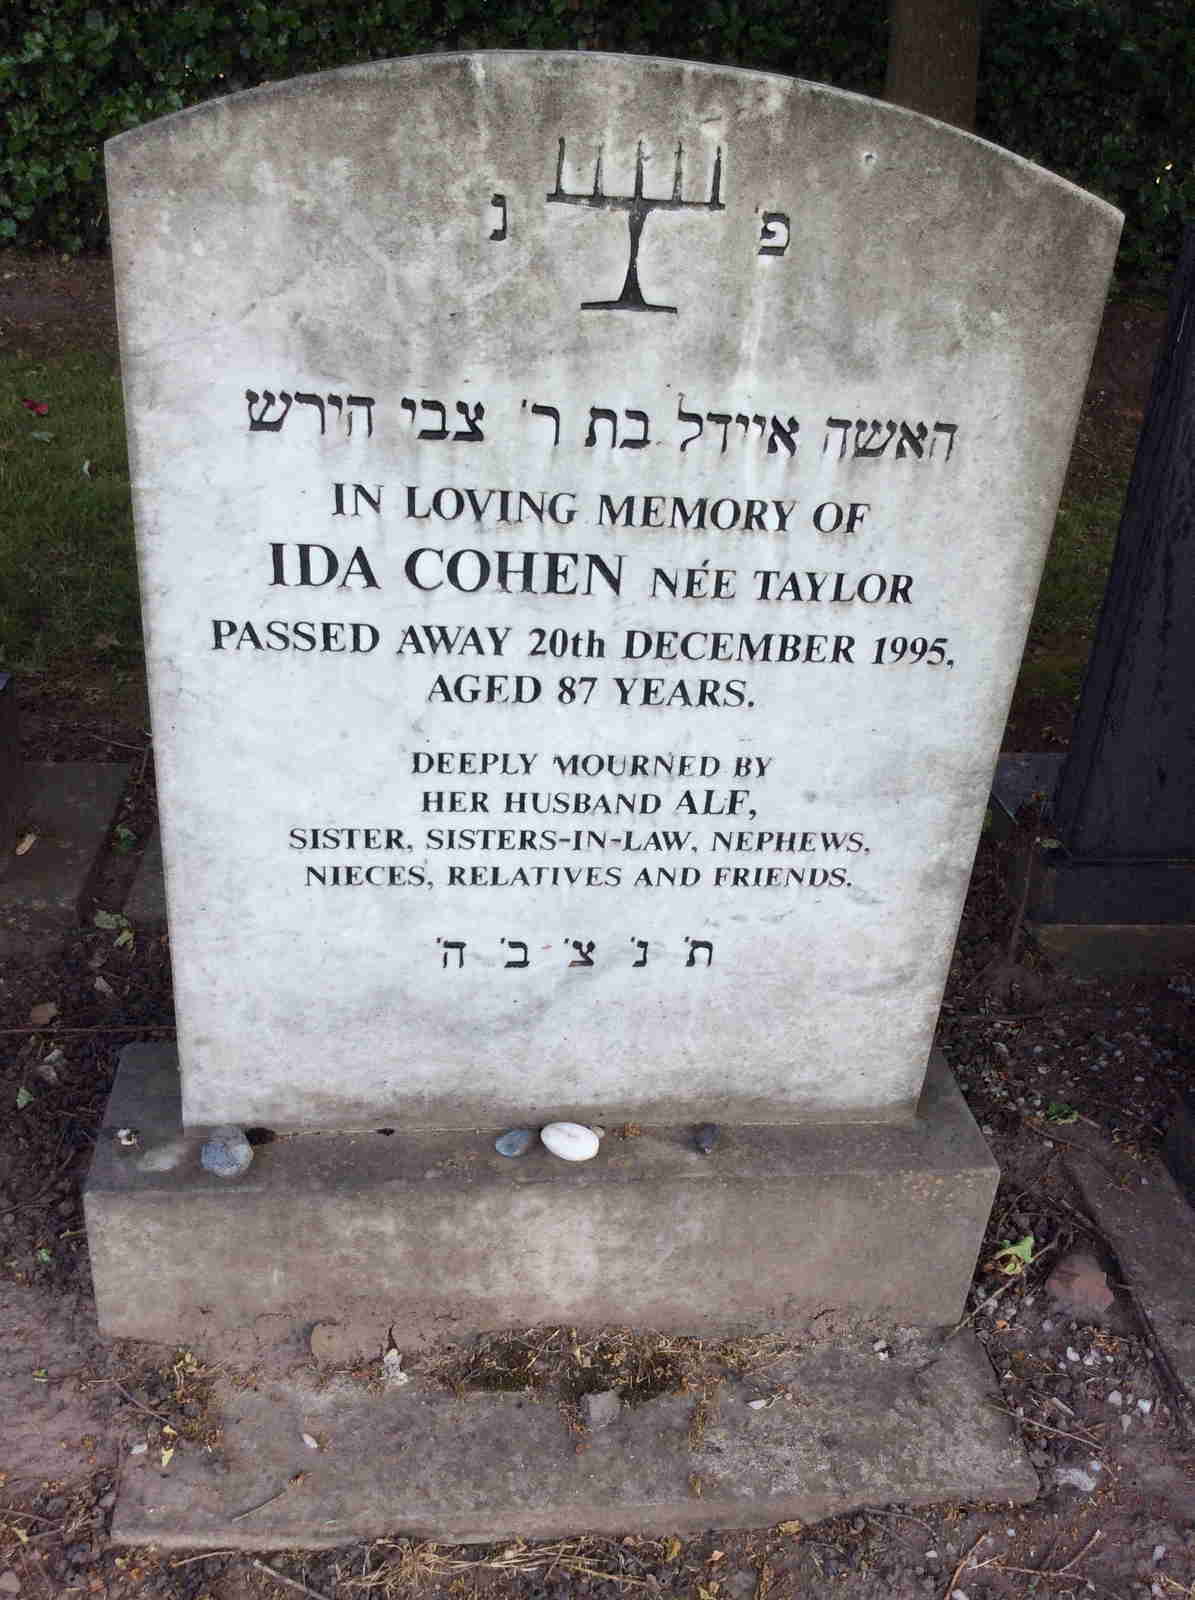 פ' נ
האשה איידל בת ר' צבי הירש
IN LOVING MEMORY OF
IDA COHEN NÉE TAYLOR
PASSED AWAY 20th DECEMBER 1995,
AGED 87 YEARS.
DEEPLY MOURNED BY
HER HUSBAND ALF,
SISTER, SISTERS-IN-LAW, NEPHEWS,
NIECES, RELATIVES AND FRIENDS.
ת' נ' צ' ב' ה'